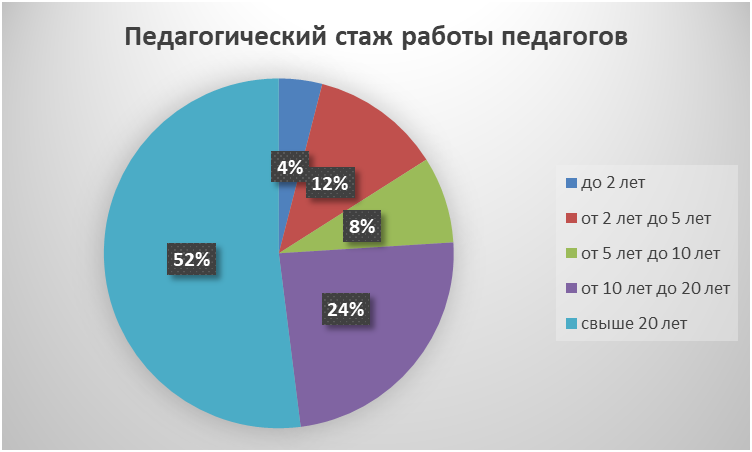 Педагогический стаж работы педагогов
4%
12%
8%
24%
52%
до 2 лет
от 2 лет до 5 лет
от 5 лет до 10 лет
от 10 лет до 20 лет
свыше 20 лет